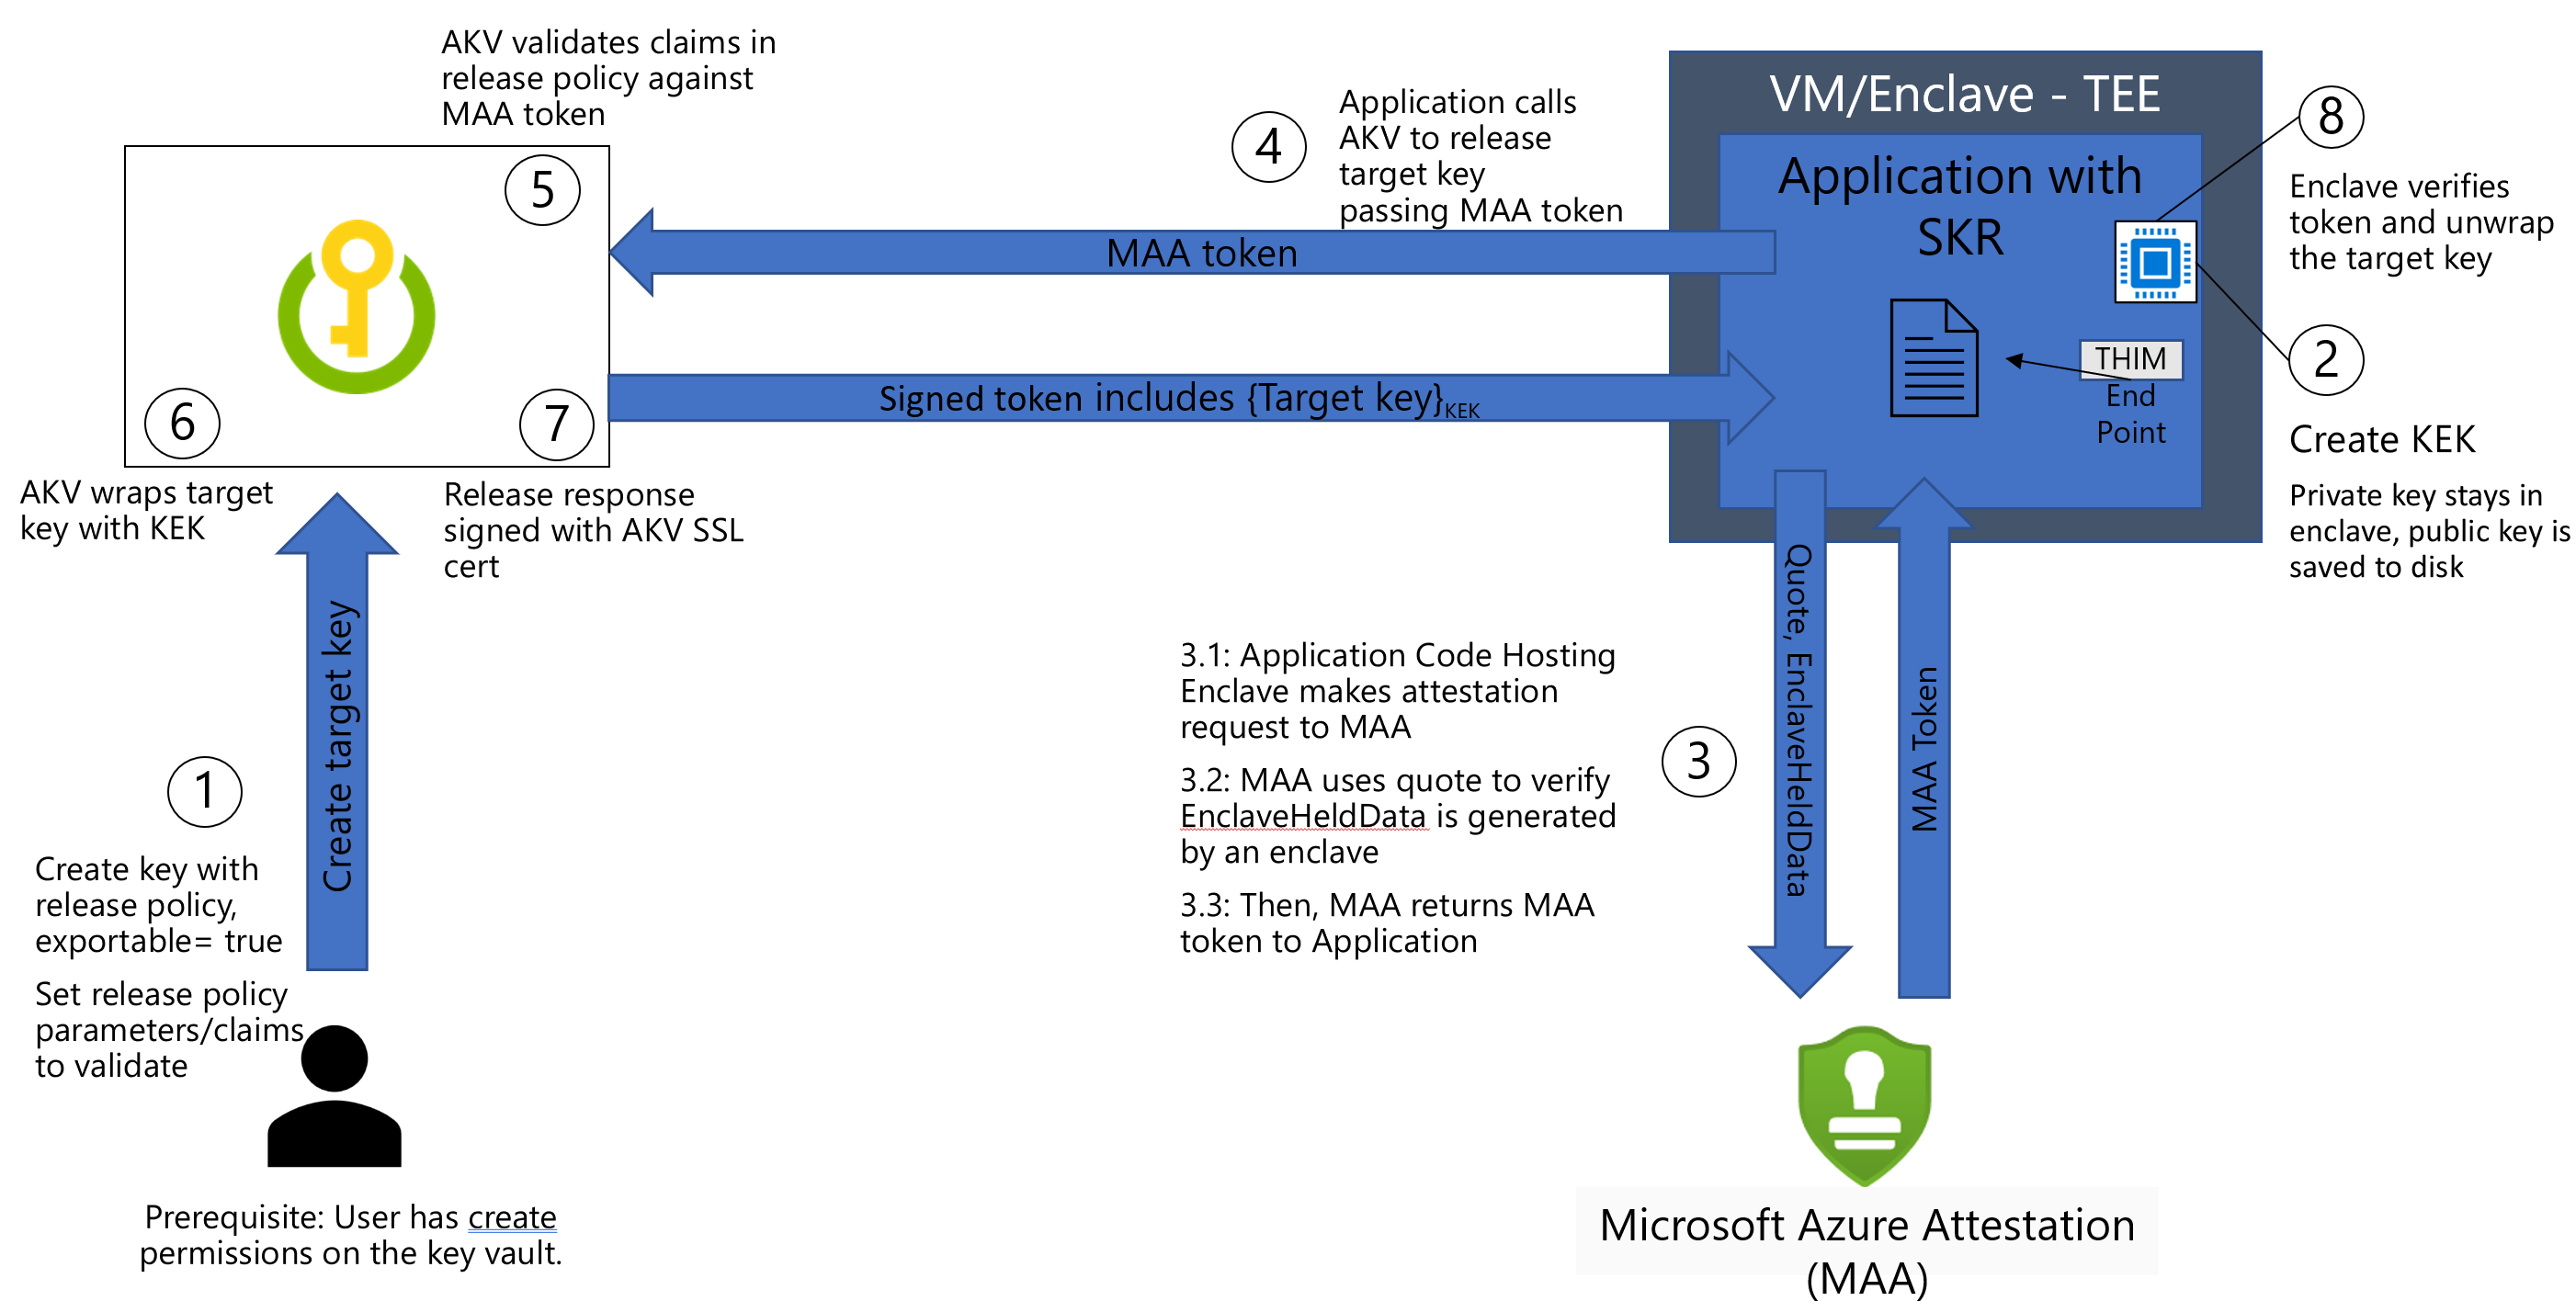 AKV validates claims in
release policy against
MAA token
5
6
7
AKV wraps target
key with KEK
Release response
signed with AKV SSL
cert
4
Application calls
AKV to release
target key
passing MAA token
MAA token
Signed token includes {Target key}KEK
VM/Enclave - TEE
Application with
SKR
THIM
End
Point
8
Enclave verifies
token and unwrap
the target key
2
Create KEK
Private key stays in
enclave, public key is
saved to disk
Create target key
1
Create key with
release policy,
exportable= true
Set release policy
parameters/claims
to validate
Prerequisite: User has create
permissions on the key vault.
3.1: Application Code Hosting
Enclave makes attestation
request to MAA
3.2: MAA uses quote to verify
EnclaveHeldData is generated
by an enclave
3.3: Then, MAA returns MAA
token to Application
3
Quote, EnclaveHeldData
MAA Token
Microsoft Azure Attestation
(MAA)